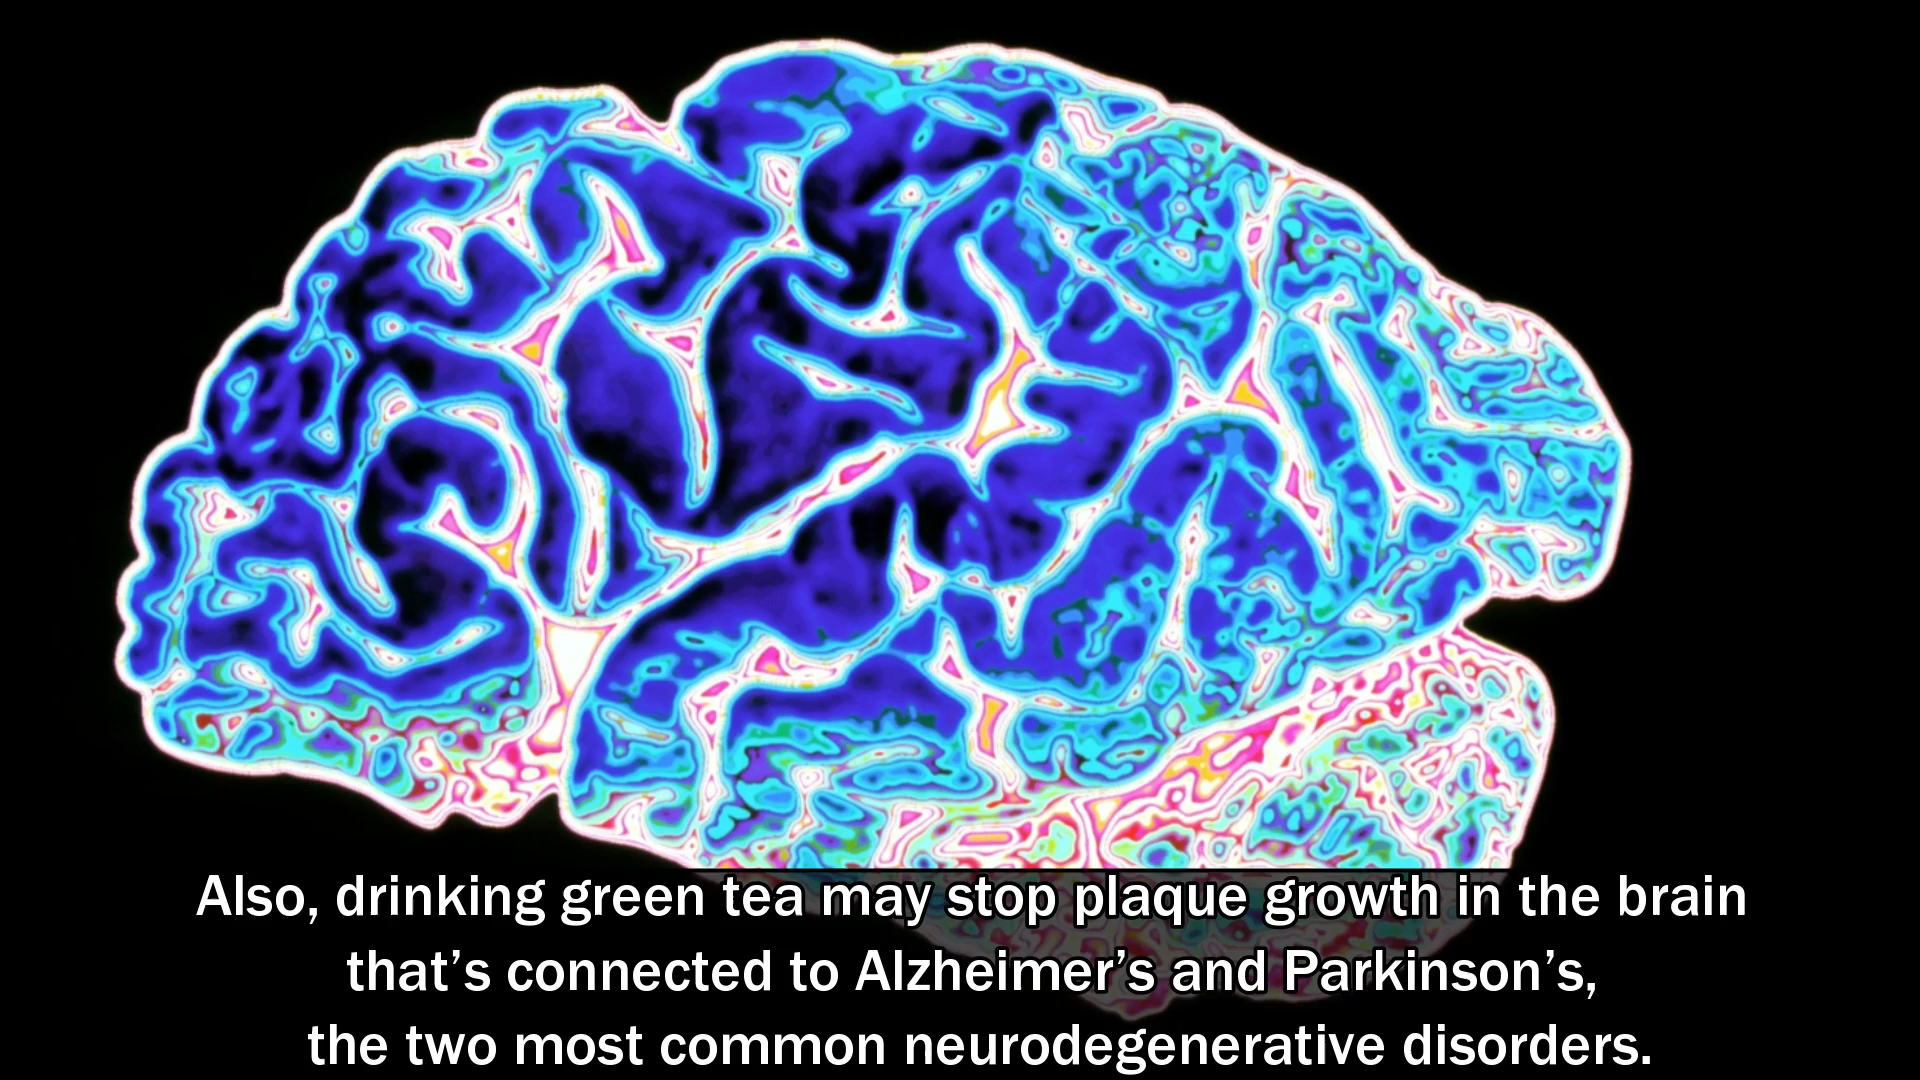 Also, drinking green tea may stop plaque growth in the brain
that’s connected to Alzheimer’s and Parkinson’s,
the two most common neurodegenerative disorders.